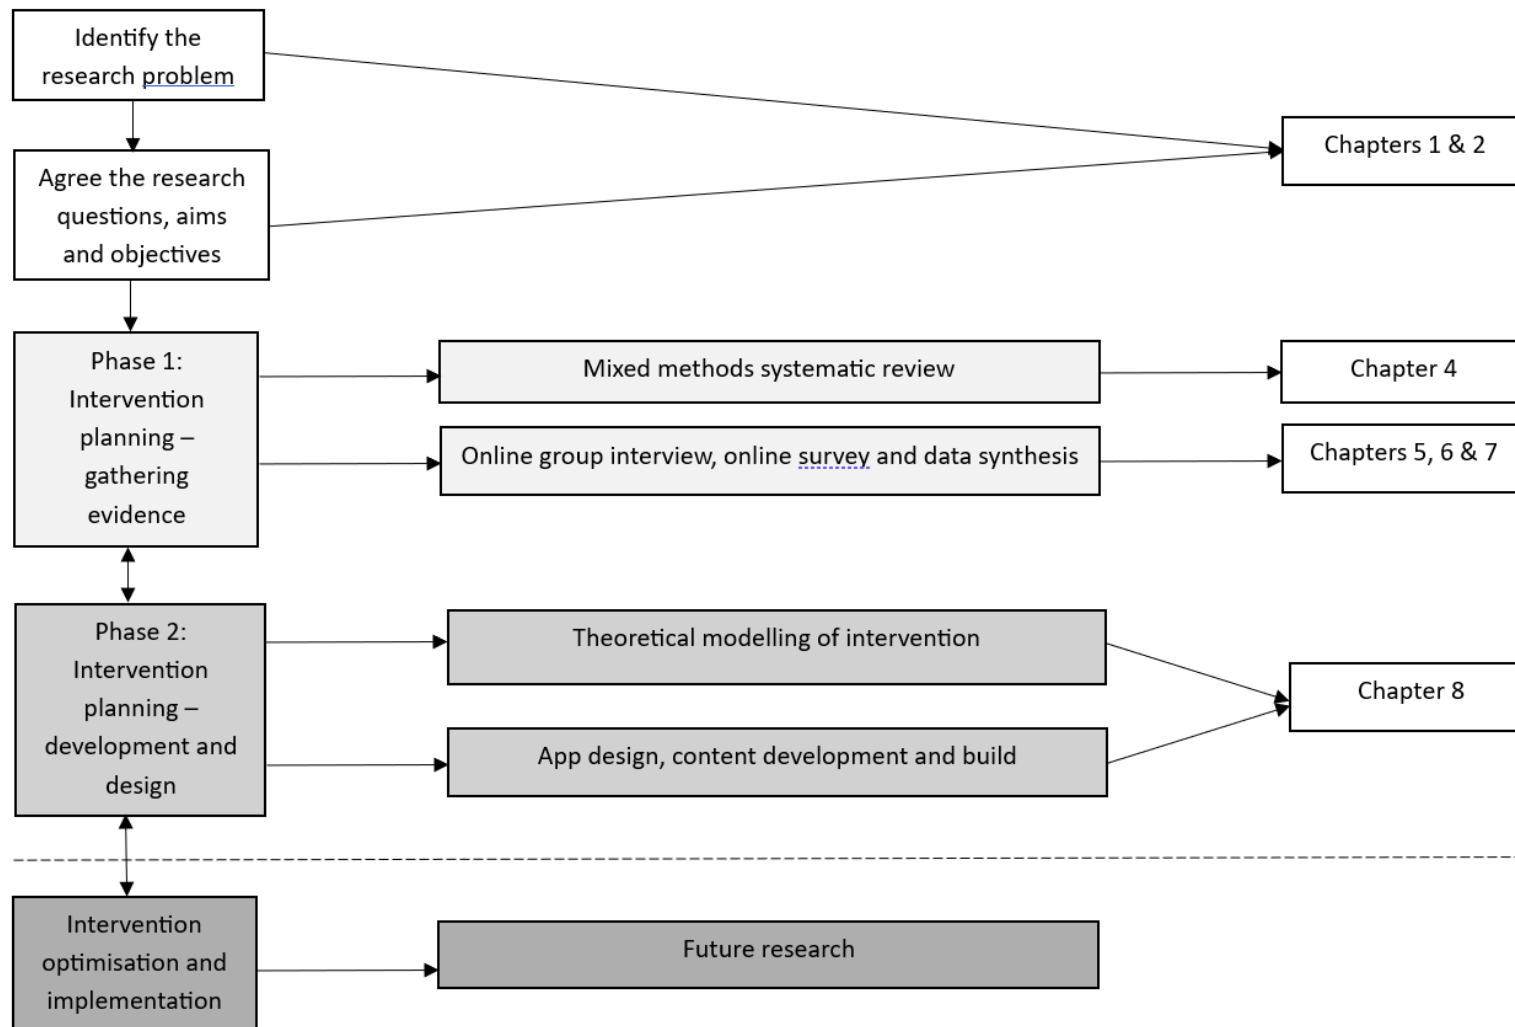 Identify the
research problem
Chapters 1 & 2
Agree the research
questions, aims
and objectives
Phase 1:
Intervention
planning –
gathering
evidence
Mixed methods systematic review
Chapter 4
Online group interview, online survey and data synthesis
Chapters 5, 6 & 7
Phase 2:
Intervention
planning –
development and
design
Theoretical modelling of intervention
App design, content development and build
Chapter 8
Intervention
optimisation and
implementation
Future research